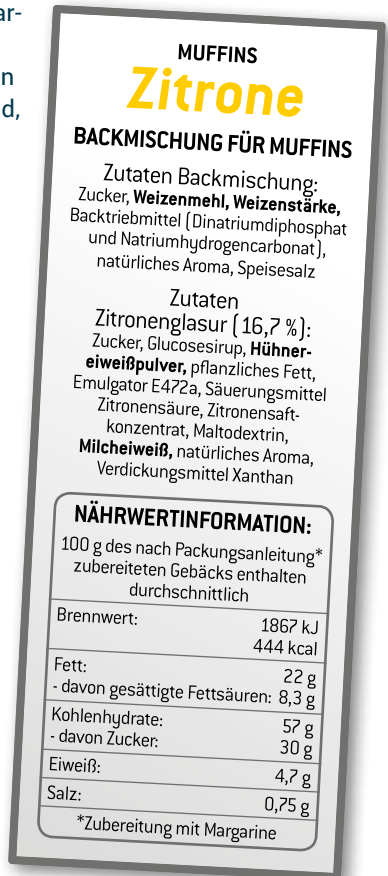 ar-
n
d,
MUFFINS
Zitrone
BACKMISCHUNG FÜR MUFFINS
Zutaten Backmischung:
Zucker, Weizenmehl, Weizenstärke,
Backtriebmittel (Dinatriumdiphosphat
und Natriumhydrogencarbonat),
natürliches Aroma, Speisesalz
Zutaten
Zitronenglasur (16,7 %):
Zucker, Glucosesirup, Hühner-
eiweißpulver, pflanzliches Fett,
Emulgator E472a, Säuerungsmittel
Zitronensäure, Zitronensaft-
konzentrat, Maltodextrin,
Milcheiweiß, natürliches Aroma,
Verdickungsmittel Xanthan
NÄHRWERTINFORMATION:
100 g des nach Packungsanleitung*
zubereiteten Gebäcks enthalten
durchschnittlich
Brennwert: 1867 kJ
444 kcal
Fett: 22 g
- davon gesättigte Fettsäuren: 8,3 g
Kohlenhydrate: 57 g
- davon Zucker: 30 g
Eiweiß: 4,7 g
Salz: 0,75 g
*Zubereitung mit Margarine